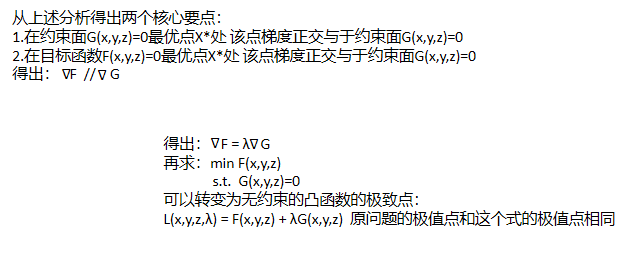 从上述分析得出两个核心要点：
1.在约束面G(x,y,z)=0最优点X*处 该点梯度正交与于约束面G(x,y,z)=0
2.在目标函数F(x,y,z)=0最优点X*处 该点梯度正交与于约束面G(x,y,z)=0
得出： ∇F //∇ G
得出：∇F = λ∇G
再求：min F(x,y,z)
s.t. G(x,y,z)=0
可以转变为无约束的凸函数的极致点：
L(x,y,z,λ) = F(x,y,z) + λG(x,y,z) 原问题的极值点和这个式的极值点相同